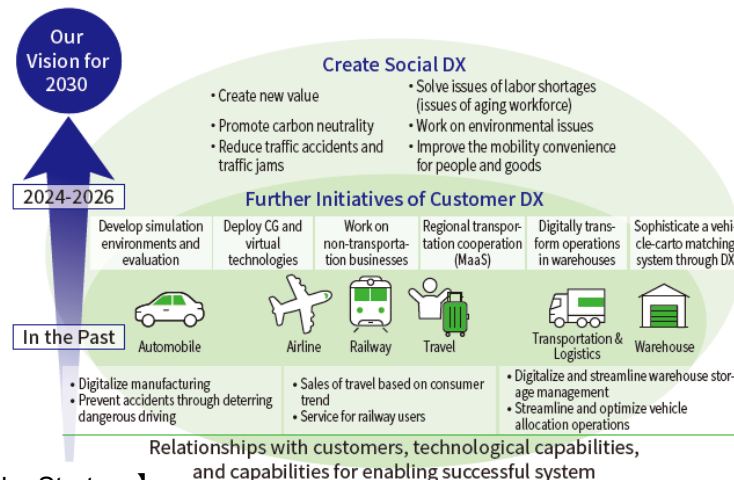 Our
Vision for
2030
Create Social DX
• Create new value
• Promote carbon neutrality
• Reduce traffic accidents and
traffic jams
• Solve issues of labor shortages
(issues of aging workforce)
• Work on environmental issues
• Improve the mobility convenience
for people and goods
2024-2026
Further Initiatives of Customer DX
Develop simulation
environments and
evaluation
Deploy CG and
virtual
technologies
Work on
non-transporta-
tion businesses
Regional transpor-
tation cooperation
(MaaS)
Digitally trans-
form operations
in warehouses
Sophisticate a vehi-
cle-carto matching
system through DX
In the Past
Automobile
Airline
Railway
Travel
Transportation &
Logistics
Warehouse
• Digitalize manufacturing
• Prevent accidents through deterring
dangerous driving
• Sales of travel based on consumer
trend
• Service for railway users
• Digitalize and streamline warehouse stor-
age management
• Streamline and optimize vehicle
allocation operations
Relationships with customers, technological capabilities,
and capabilities for enabling successful system